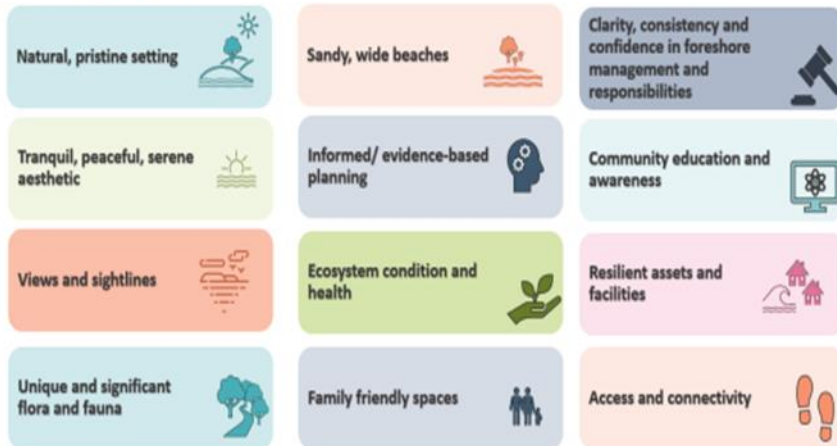 Natural, pristine setting
Sandy, wide beaches
Clarity, consistency and
confidence in foreshore
management and
responsibilities
Tranquil, peaceful, serene
aesthetic
Informed/ evidence-based
planning
Community education and
awareness
Views and sightlines
Ecosystem condition and
health
Resilient assets and
facilities
Unique and significant
flora and fauna
Family friendly spaces
Access and connectivity